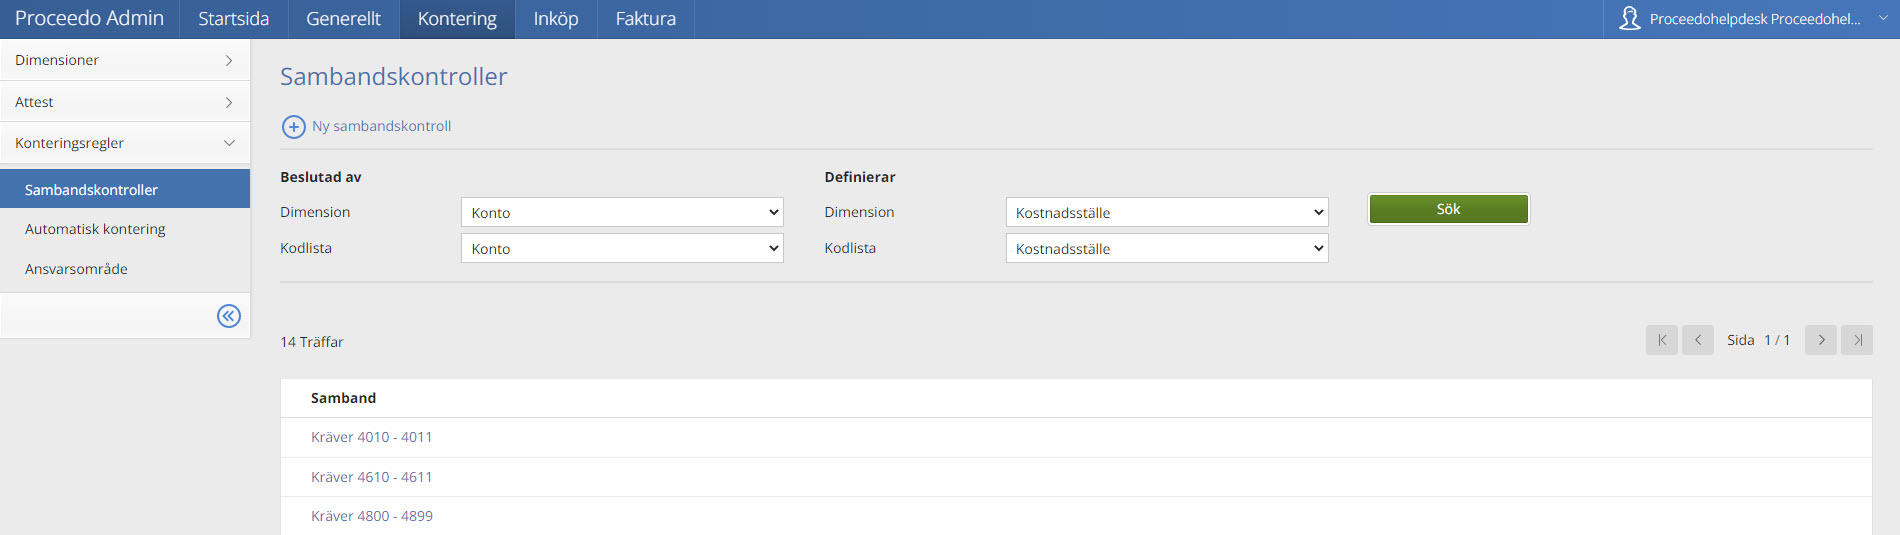 Proceedo Admin Startsida Generellt Kontering Inköp Faktura Proceedohelpdesk Proceedohel...
Dimensioner
Attest
Konteringsregler
Sambandskontroller
Automatisk kontering
Ansvarsområde
Sambandskontroller
Ny sambandskontroll
Beslutad av Definierar
Dimension Konto Dimension Kostnadsställe Sök
Kodlista Konto Kodlista Kostnadsställe
14 Träffar Sida 1 / 1
Samband
Kräver 4010 - 4011
Kräver 4610 - 4611
Kräver 4800 - 4899